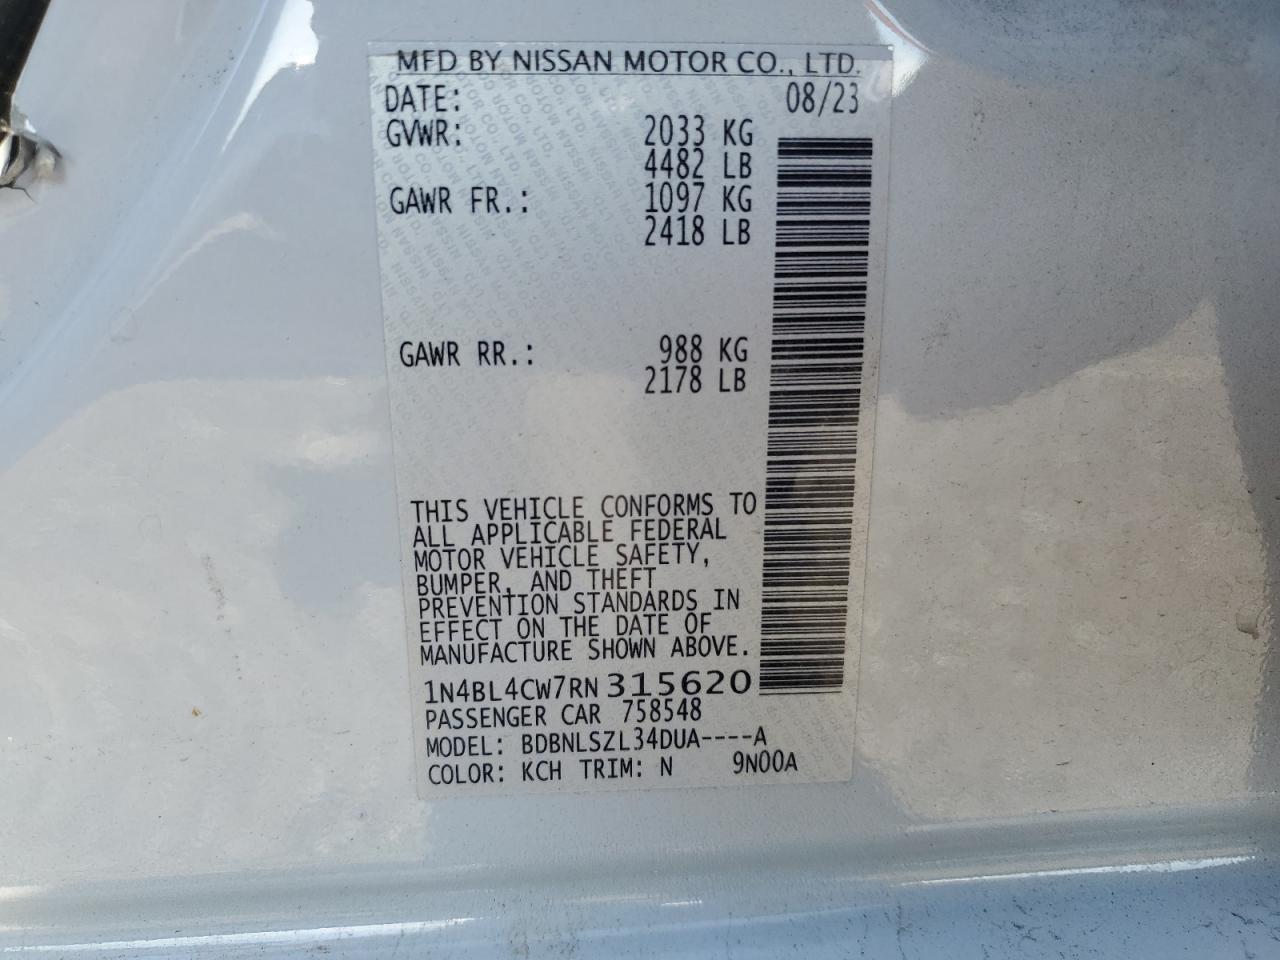 MFD BY NISSAN MOTOR CO., LTD.
DATE: 08/23
GVWR: 2033 KG
4482 LB
GAWR FR.: 1097 KG
2418 LB
GAWR RR.: 988 KG
2178 LB
THIS VEHICLE CONFORMS TO
ALL APPLICABLE FEDERAL
MOTOR VEHICLE SAFETY,
BUMPER, AND THEFT
PREVENTION STANDARDS IN
EFFECT ON THE DATE OF
MANUFACTURE SHOWN ABOVE.
1N4BL4CW7RN315620
PASSENGER CAR 758548
MODEL: BDBNLSZL34DUA----A
COLOR: KCH TRIM: N 9N00A